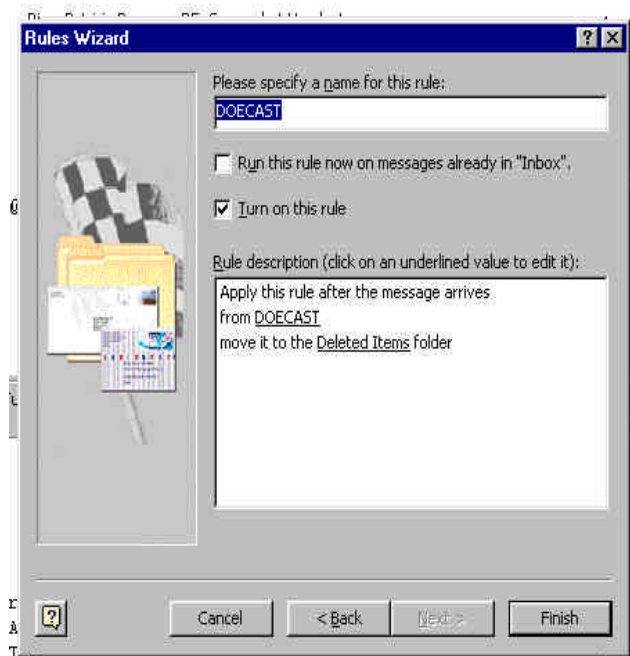 Rules Wizard
Please specify a name for this rule:
DOECAST
Run this rule now on messages already in "Inbox".
Turn on this rule
Rule description (click on an underlined value to edit it):
Apply this rule after the message arrives
from DOECAST
move it to the Deleted Items folder
Cancel
< Back
Next >
Finish